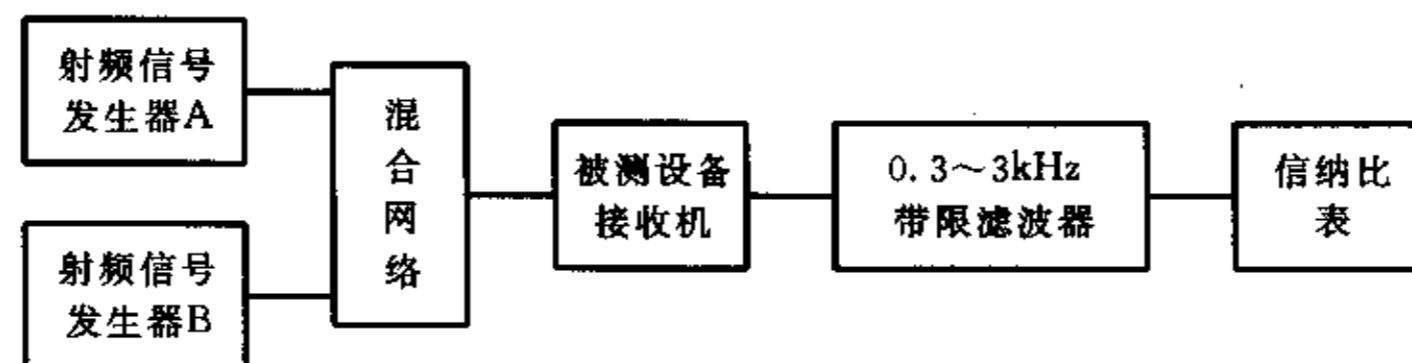 射频信号
发生器A
射频信号
发生器B
混
合
网
络
被测设备
接收机
0.3～3kHz
带限滤波器
信纳比
表